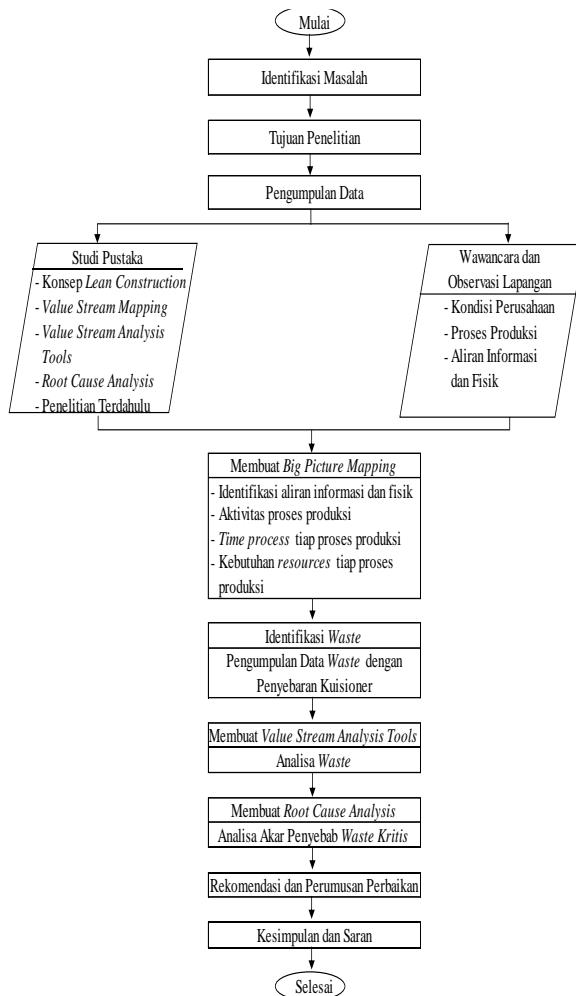 Mulai
Identifikasi Masalah
Tujuan Penelitian
Pengumpulan Data
Studi Pustaka
- Konsep Lean Construction
- Value Stream Mapping
- Value Stream Analysis
Tools
- Root Cause Analysis
- Penelitian Terdahulu
Wawancara dan
Observasi Lapangan
- Kondisi Perusahaan
- Proses Produksi
- Aliran Informasi
dan Fisik
Membuat Big Picture Mapping
- Identifikasi aliran informasi dan fisik
- Aktivitas proses produksi
- Time process tiap proses produksi
- Kebutuhan resources tiap proses
produksi
Identifikasi Waste
Pengumpulan Data Waste dengan
Penyebaran Kuisioner
Membuat Value Stream Analysis Tools
Analisa Waste
Membuat Root Cause Analysis
Analisa Akar Penyebab Waste Kritis
Rekomendasi dan Perumusan Perbaikan
Kesimpulan dan Saran
Selesai